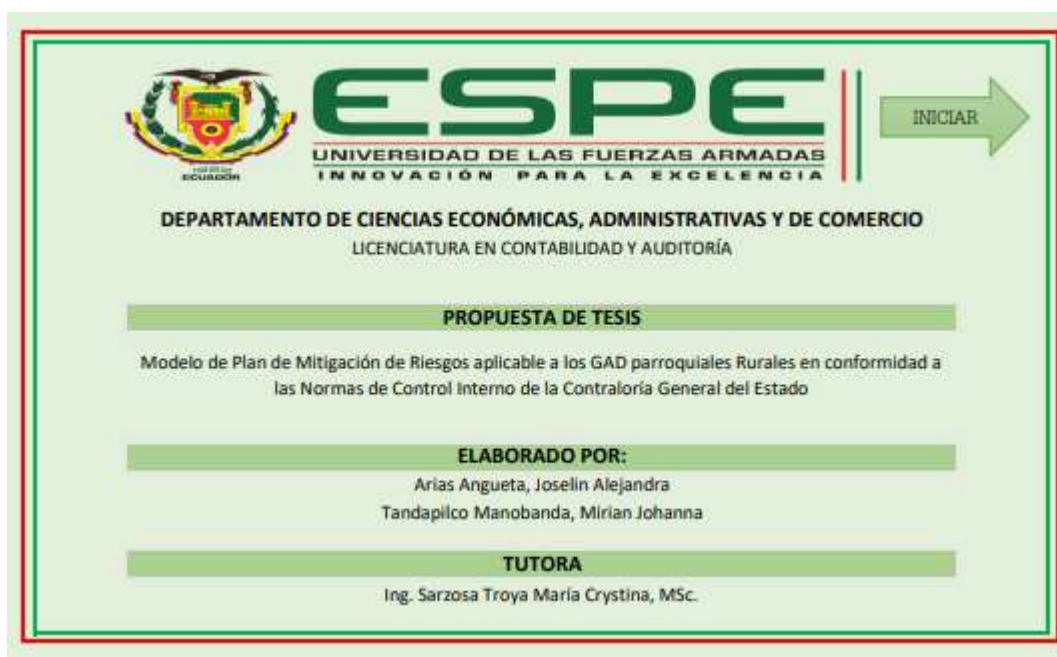 ESPE
UNIVERSIDAD DE LAS FUERZAS ARMADAS
INNOVACIÓN PARA LA EXCELENCIA
INICIAR
ECUADOR
DEPARTAMENTO DE CIENCIAS ECONÓMICAS, ADMINISTRATIVAS Y DE COMERCIO
LICENCIATURA EN CONTABILIDAD Y AUDITORÍA
PROPUESTA DE TESIS
Modelo de Plan de Mitigación de Riesgos aplicable a los GAD parroquiales Rurales en conformidad a
las Normas de Control Interno de la Contraloría General del Estado
ELABORADO POR:
Arias Angueta, Joselin Alejandra
Tandapilco Manobanda, Mirian Johanna
TUTORA
Ing. Sarzosa Troya María Crystina, MSc.